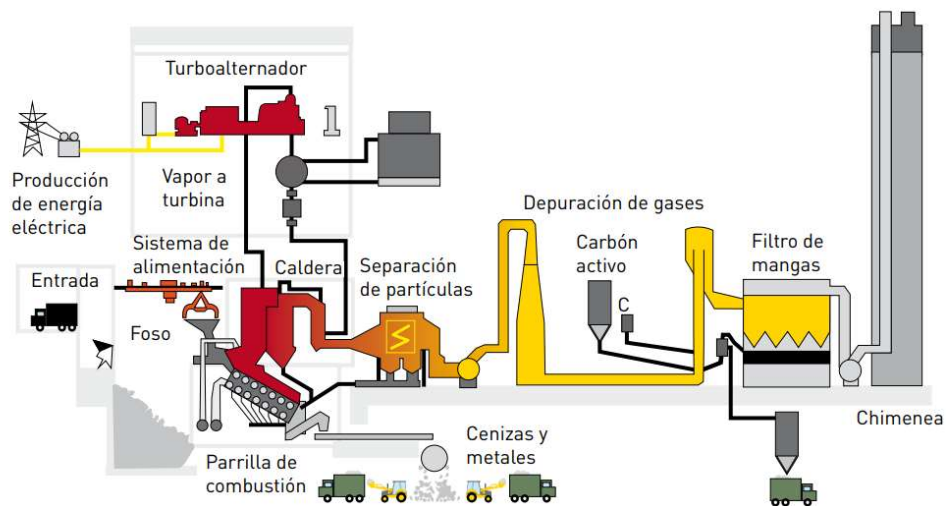 Turboalternador
1
Producción
de energía
eléctrica
Vapor a
turbina
Sistema de
alimentación
Entrada
Foso
Caldera
Separación
de partículas
Depuración de gases
Carbón
activo
C
Filtro de
mangas
Chimenea
Parrilla de
combustión
Cenizas y
metales